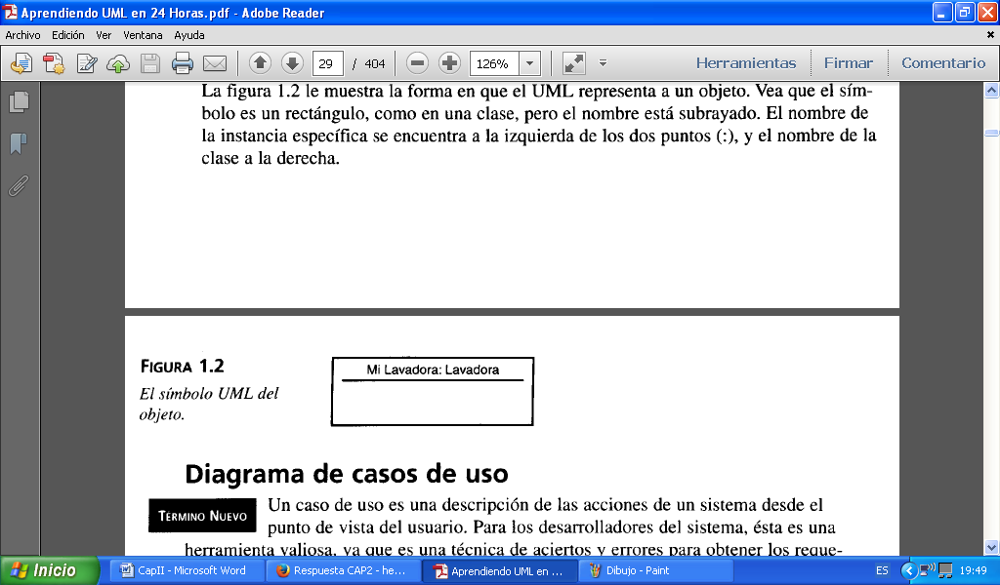 Aprendiendo UML en 24 Horas.pdf - Adobe Reader
Archivo Edición Ver Ventana Ayuda
29 / 404 126% Herramientas Firmar Comentario
La figura 1.2 le muestra la forma en que el UML representa a un objeto. Vea que el sím-
bolo es un rectángulo, como en una clase, pero el nombre está subrayado. El nombre de
la instancia específica se encuentra a la izquierda de los dos puntos (:), y el nombre de la
clase a la derecha.
FIGURA 1.2
El símbolo UML del
objeto.
Mi Lavadora: Lavadora
Diagrama de casos de uso
TÉRMINO NUEVO
Un caso de uso es una descripción de las acciones de un sistema desde el
punto de vista del usuario. Para los desarrolladores del sistema, ésta es una
herramienta valiosa, ya que es una técnica de aciertos y errores para obtener los reque-
Inicio CapII - Microsoft Word Respuesta CAP2 - he... Aprendiendo UML en ... Dibujo - Paint ES 19:49